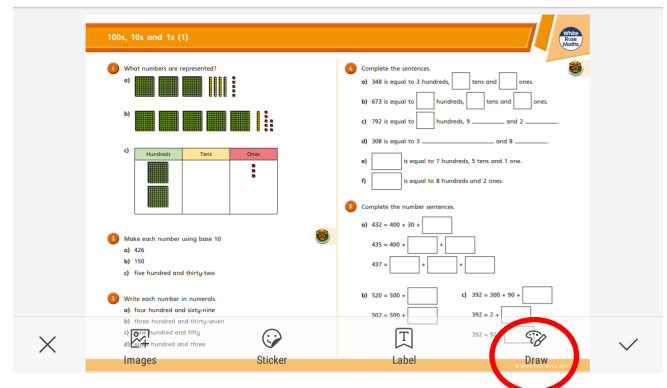 100s, 10s and 1s (1)
White
Rose
Maths
1 What numbers are represented?
a)
b)
c)
Hundreds Tens Ones
2 Make each number using base 10
a) 426
b) 150
c) five hundred and thirty-two
3 Write each number in numerals.
a) four hundred and sixty-nine
b) three hundred and thirty-seven
c) nine hundred and fifty
d) hundred and three
4 Complete the sentences.
a) 348 is equal to 3 hundreds, tens and ones.
b) 673 is equal to hundreds, tens and ones.
c) 792 is equal to hundreds, 9 ________ and 2 ________.
d) 308 is equal to 3 ________ and 8 ________.
e) is equal to 7 hundreds, 5 tens and 1 one.
f) is equal to 8 hundreds and 2 ones.
5 Complete the number sentences.
a) 432 = 400 + 30 +
435 = 400 + +
437 = + +
b) 520 = 500 +
502 = 500 +
c) 392 = 300 + 90 +
392 = 2 +
392 = 92 +
Images
Sticker
Label
Draw